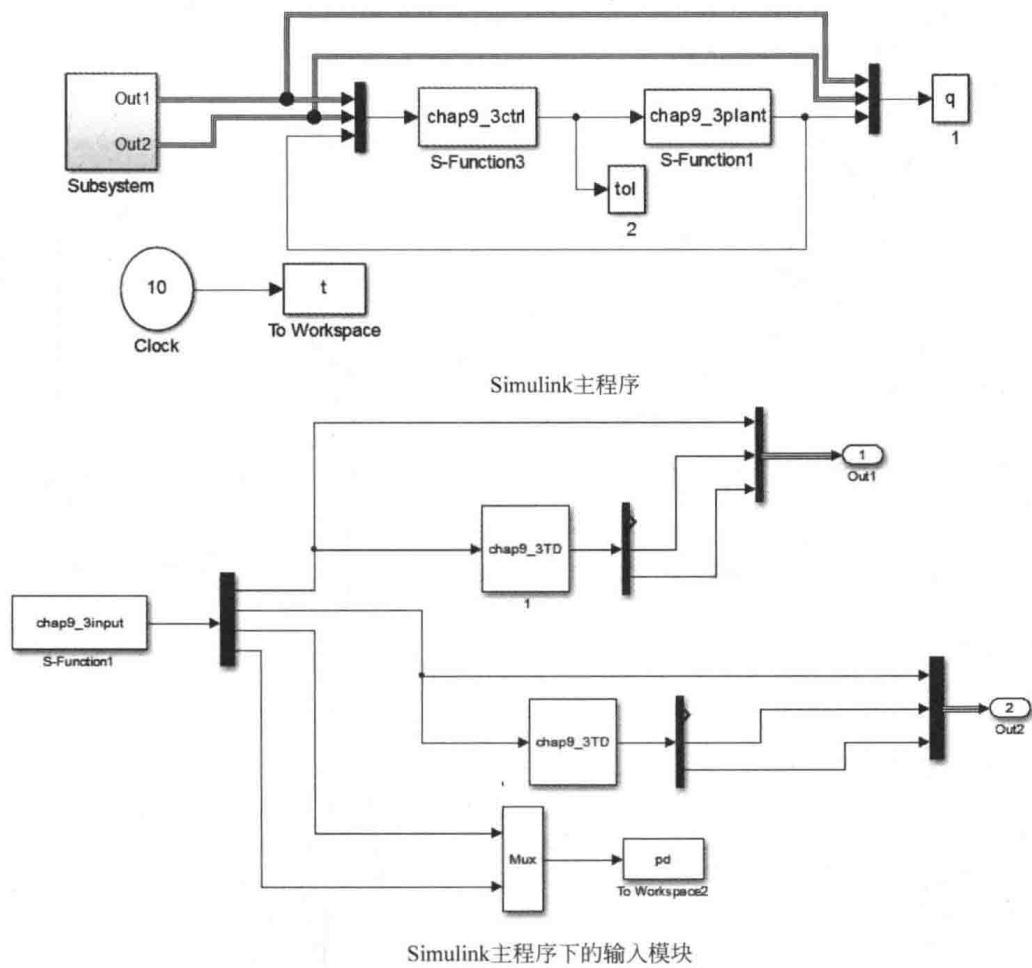 Out1
Out2
Subsystem
chap9_3ctrl
S-Function3
chap9_3plant
S-Function1
q
1
tol
2
10
Clock
t
To Workspace
Simulink主程序
1
Out1
chap9_3TD
1
chap9_3input
S-Function1
2
Out2
chap9_3TD
Mux
pd
To Workspace2
Simulink主程序下的输入模块